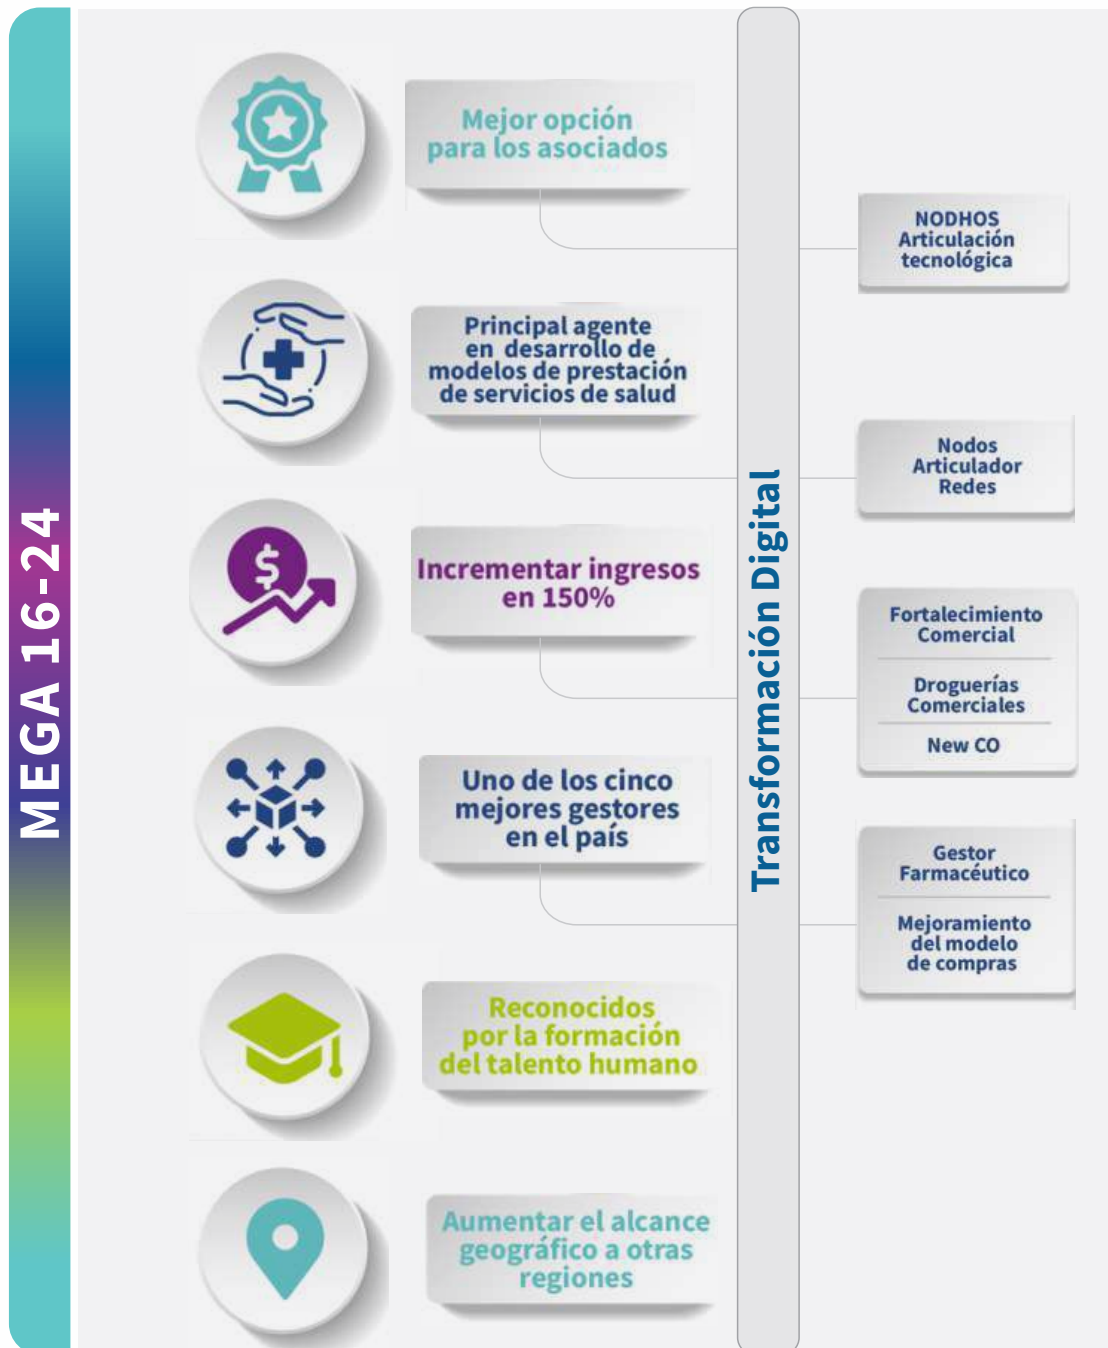 MEGA 16-24
Mejor opción
para los asociados
Principal agente
en desarrollo de
modelos de prestación
de servicios de salud
$
Incrementar ingresos
en 150%
Uno de los cinco
mejores gestores
en el país
Reconocidos
por la formación
del talento humano
Aumentar el alcance
geográfico a otras
regiones
Transformación Digital
NODHOS
Articulación
tecnológica
Nodos
Articulador
Redes
Fortalecimiento
Comercial
Droguerías
Comerciales
New CO
Gestor
Farmacéutico
Mejoramiento
del modelo
de compras